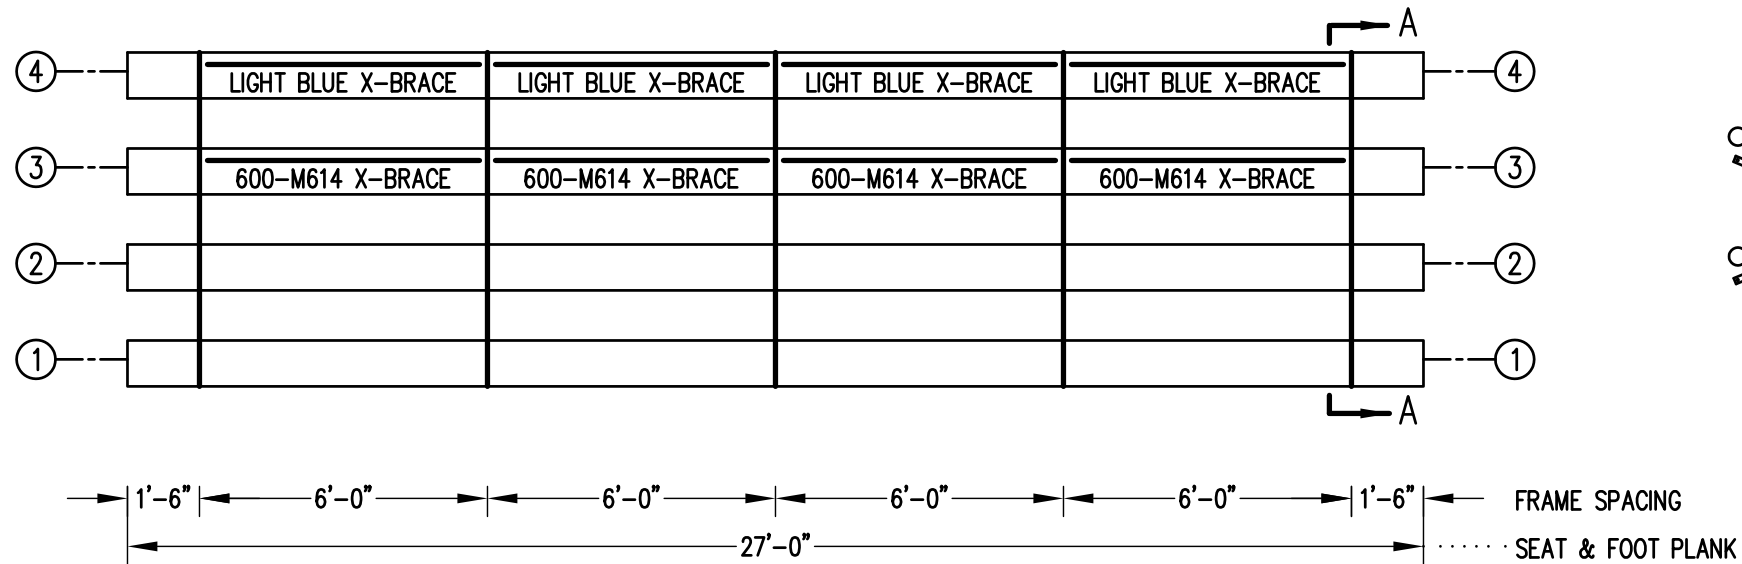 A
4 LIGHT BLUE X-BRACE LIGHT BLUE X-BRACE LIGHT BLUE X-BRACE LIGHT BLUE X-BRACE 4
3 600-M614 X-BRACE 600-M614 X-BRACE 600-M614 X-BRACE 600-M614 X-BRACE 3
2 2
1 1
A
1'-6" 6'-0" 6'-0" 6'-0" 6'-0" 1'-6" FRAME SPACING
27'-0" SEAT & FOOT PLANK